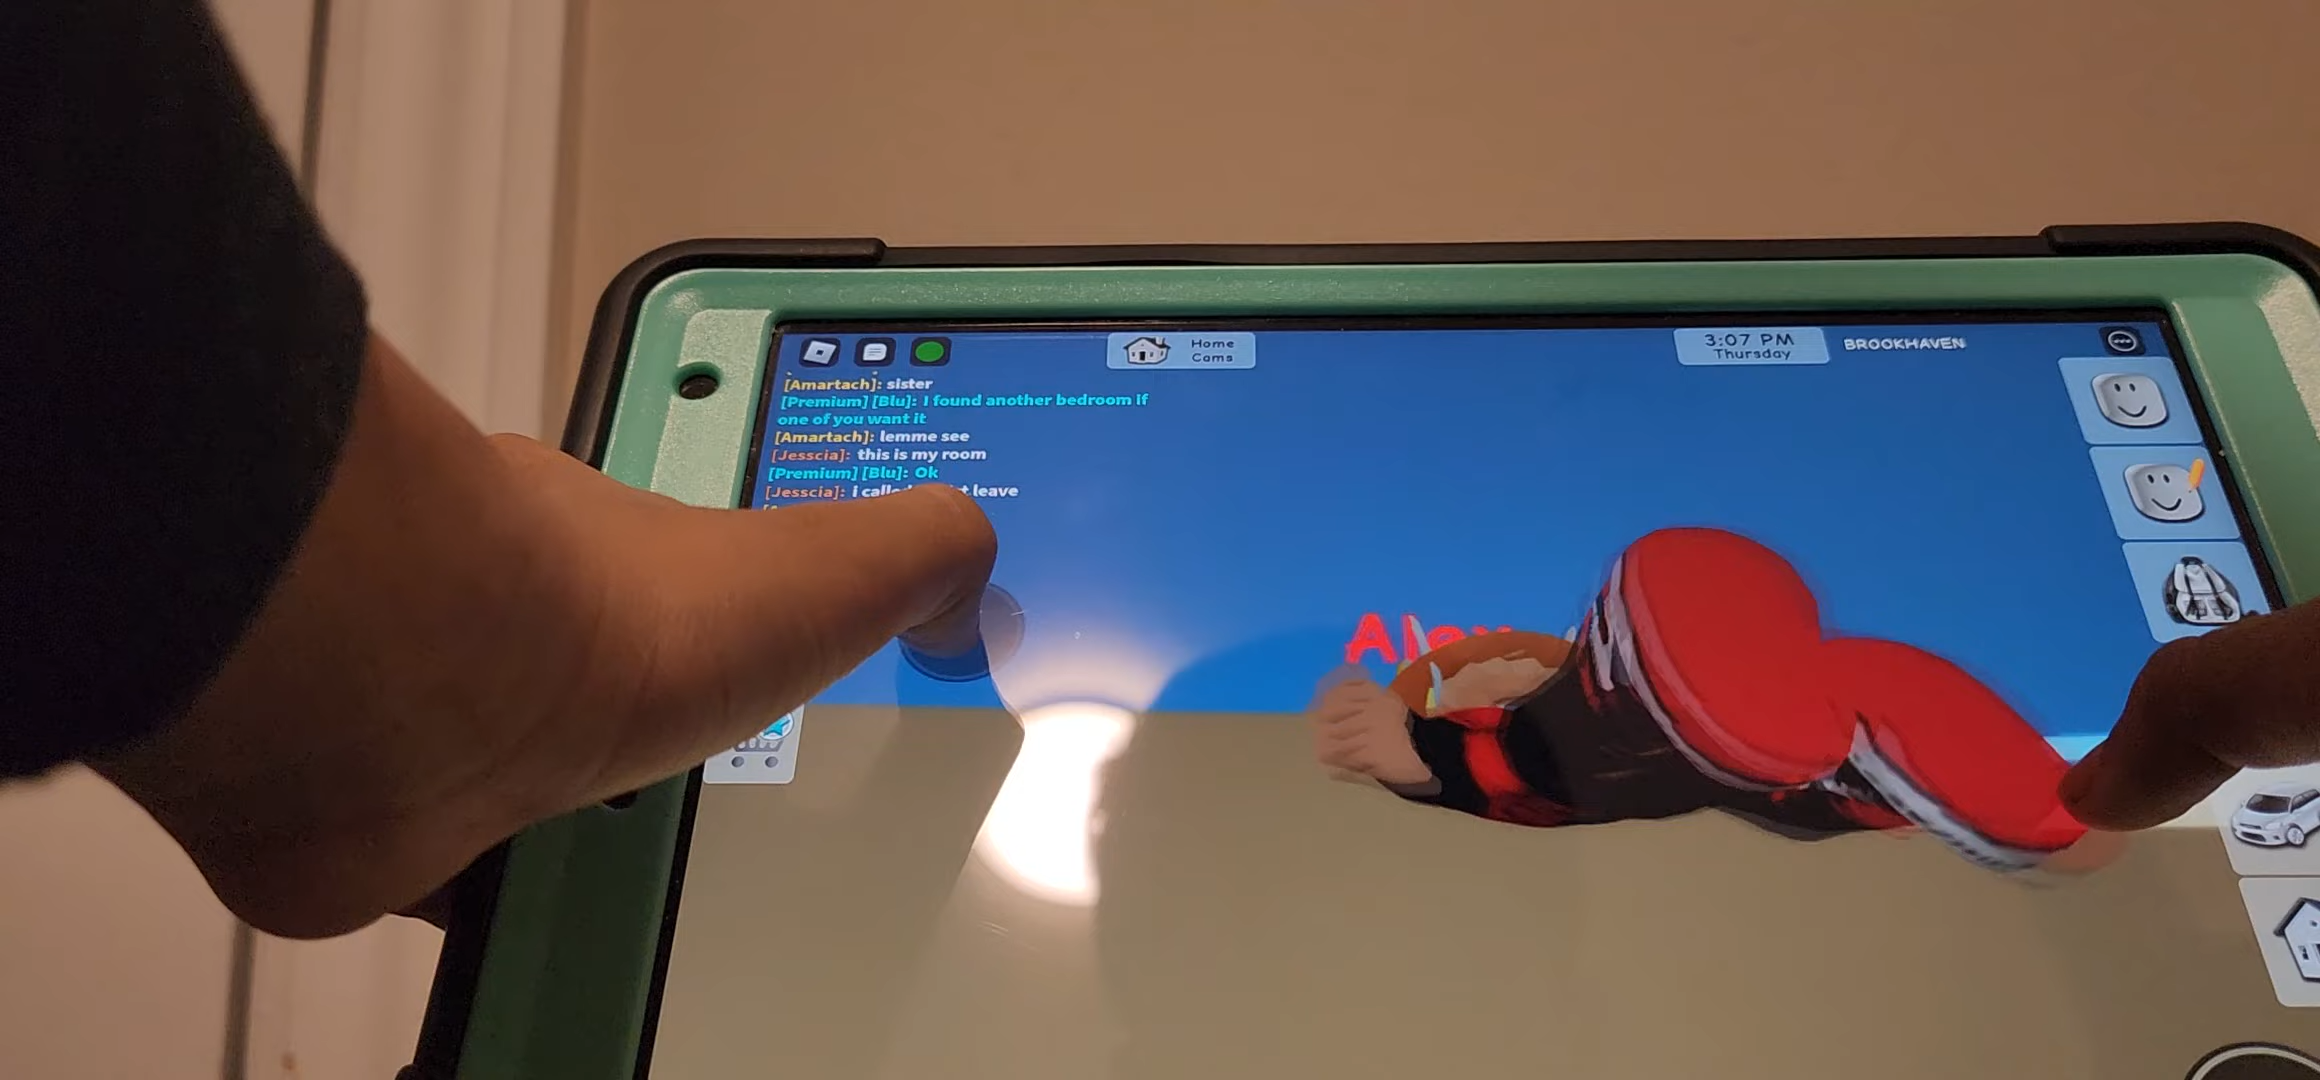 Home
Cams
3:07 PM
Thursday
BROOKHAVEN
[Amartach]: sister
[Premium] [Blu]: I found another bedroom if
one of you want it
[Amartach]: lemme see
[Jesscia]: this is my room
[Premium] [Blu]: Ok
[Jesscia]: i leave
Alex